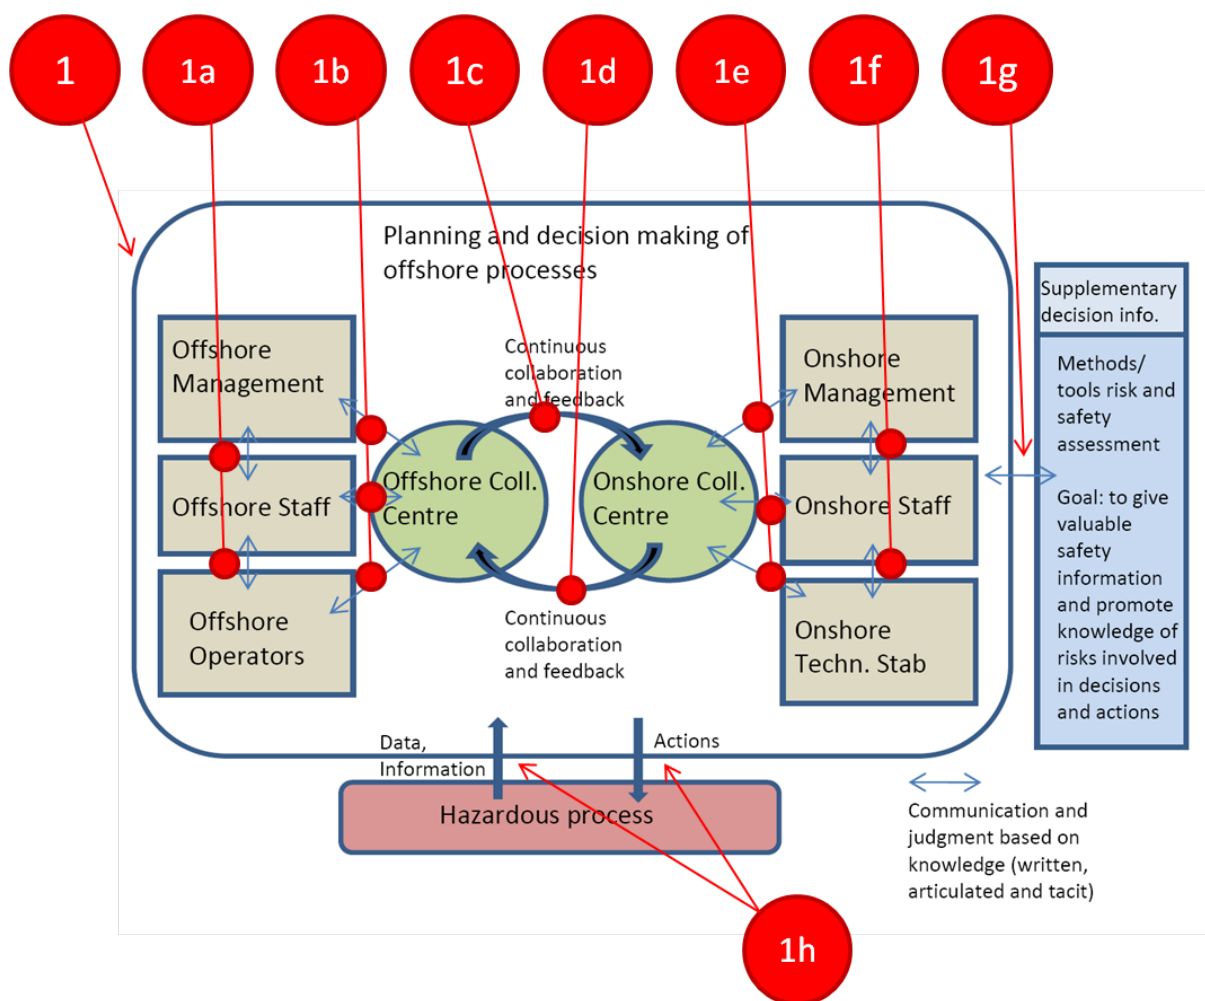 1
1a
1b
1c
1d
1e
1f
1g
Planning and decision making of
offshore processes
Supplementary
decision info.
Methods/
tools risk and
safety
assessment
Goal: to give
valuable
safety
information
and promote
knowledge of
risks involved
in decisions
and actions
Offshore
Management
Offshore Staff
Offshore
Operators
Continuous
collaboration
and feedback
Offshore Coll.
Centre
Onshore Coll.
Centre
Continuous
collaboration
and feedback
Onshore
Management
Onshore Staff
Onshore
Techn. Stab
Data,
Information
Actions
Hazardous process
Communication and
judgment based on
knowledge (written,
articulated and tacit)
1h